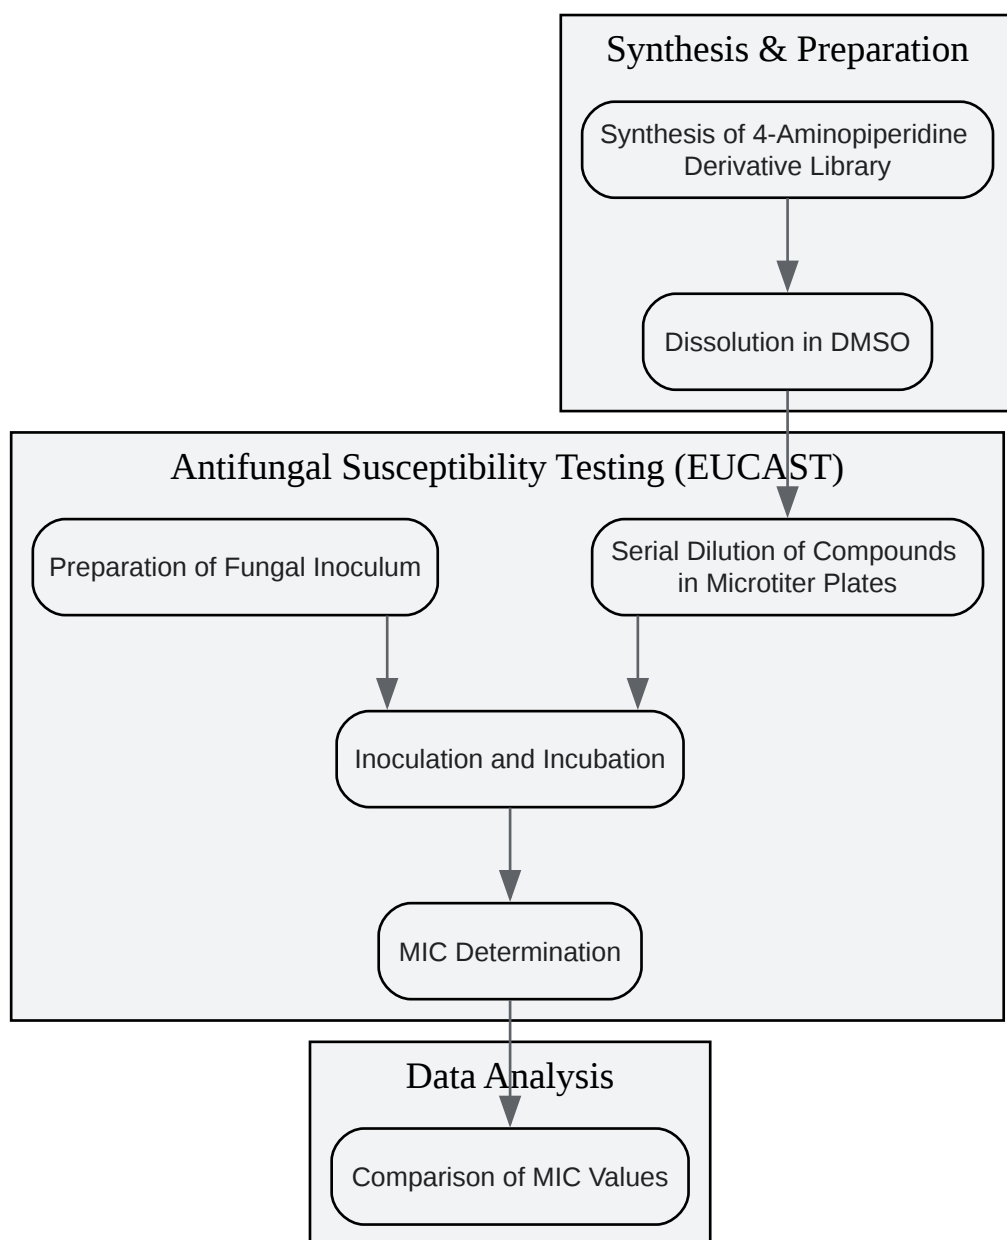 Synthesis & Preparation
Synthesis of 4-Aminopiperidine
Derivative Library
Dissolution in DMSO
Antifungal Susceptibility Testing (EUCAST)
Preparation of Fungal Inoculum
Serial Dilution of Compounds
in Microtiter Plates
Inoculation and Incubation
MIC Determination
Data Analysis
Comparison of MIC Values